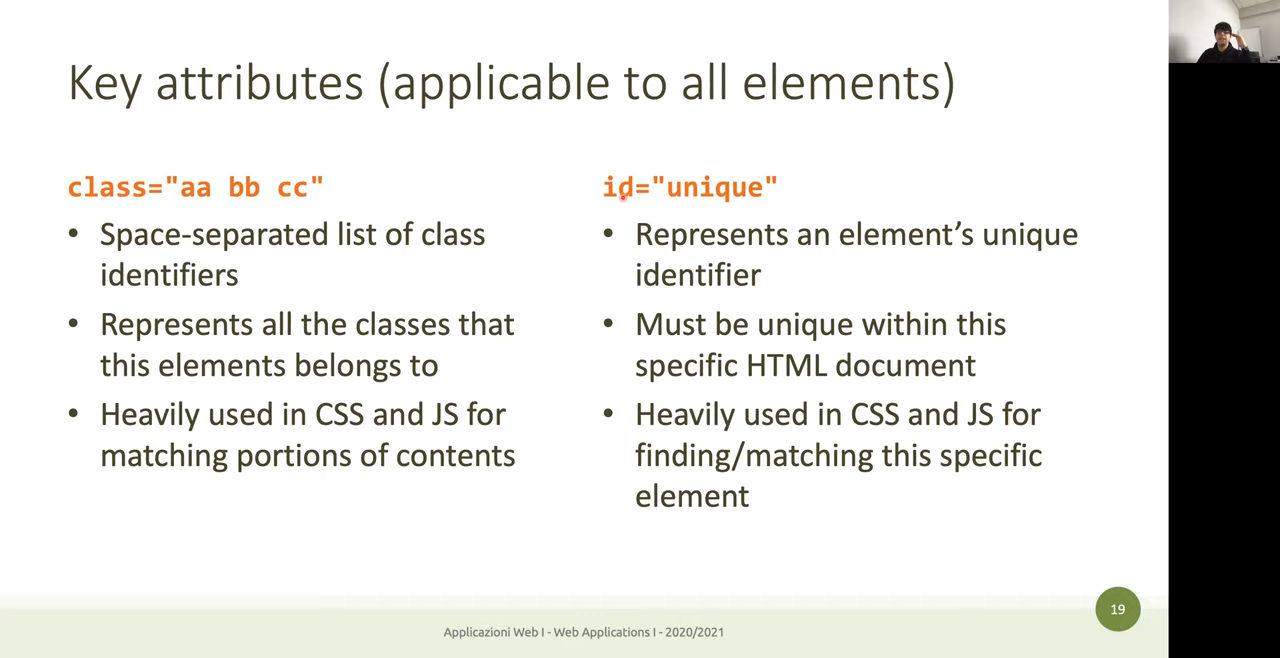 Key attributes (applicable to all elements)
class="aa bb cc"
• Space-separated list of class
identifiers
• Represents all the classes that
this elements belongs to
• Heavily used in CSS and JS for
matching portions of contents
id="unique"
• Represents an element’s unique
identifier
• Must be unique within this
specific HTML document
• Heavily used in CSS and JS for
finding/matching this specific
element
Applicazioni Web I - Web Applications I - 2020/2021
19